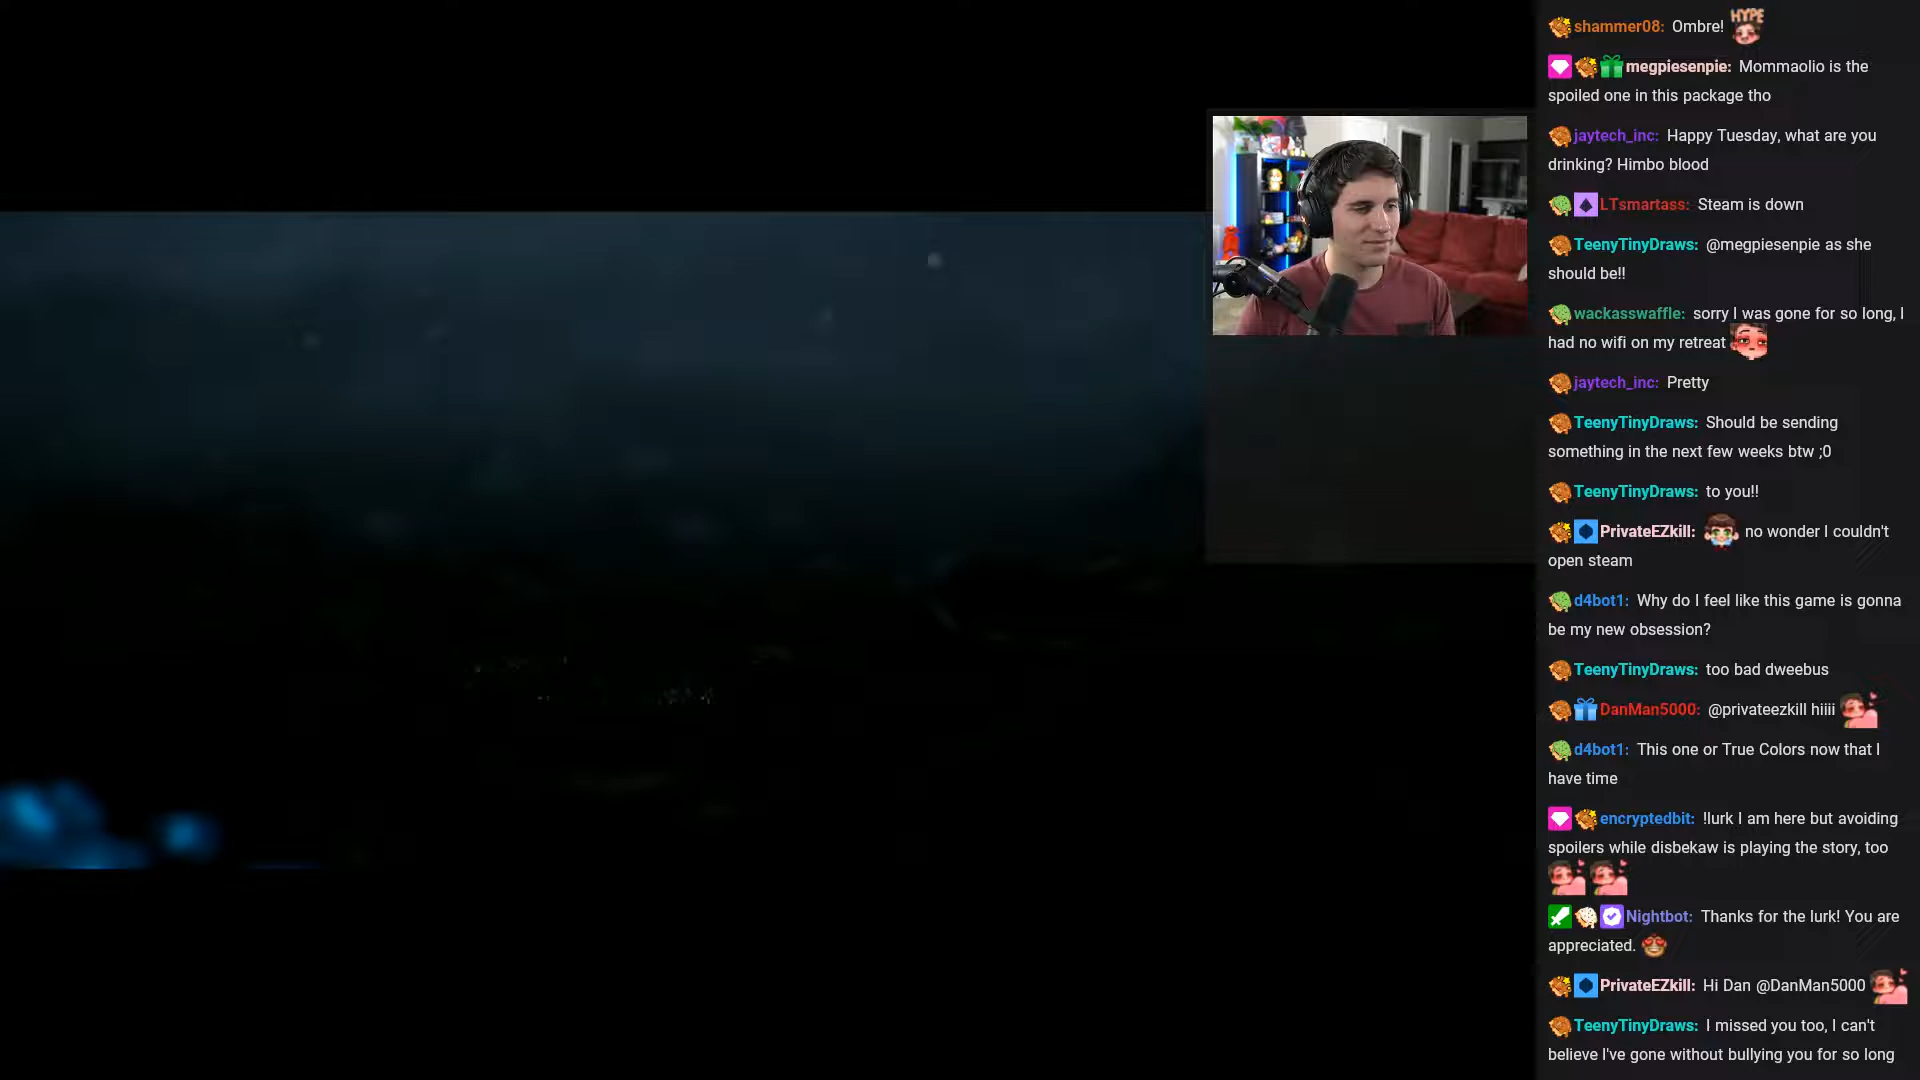 shammer08: Ombre! HYPE
megpiesenpie: Mommaolio is the
spoiled one in this package tho
jaytech_inc: Happy Tuesday, what are you
drinking? Himbo blood
LTsmartass: Steam is down
TeenyTinyDraws: @megpiesenpie as she
should be!!
wackasswaffle: sorry I was gone for so long, I
had no wifi on my retreat
jaytech_inc: Pretty
TeenyTinyDraws: Should be sending
something in the next few weeks btw ;0
TeenyTinyDraws: to you!!
PrivateEZkill: no wonder I couldn't
open steam
d4bot1: Why do I feel like this game is gonna
be my new obsession?
TeenyTinyDraws: too bad dweebus
DanMan5000: @privateezkill hiiii
d4bot1: This one or True Colors now that I
have time
encryptedbit: !lurk I am here but avoiding
spoilers while disbekaw is playing the story, too
Nightbot: Thanks for the lurk! You are
appreciated.
PrivateEZkill: Hi Dan @DanMan5000
TeenyTinyDraws: I missed you too, I can't
believe I've gone without bullying you for so long